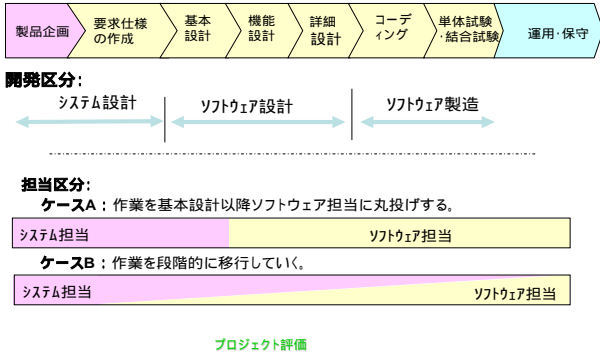 製品企画
要求仕様
の作成
基本
設計
機能
設計
詳細
設計
コーデ
ィング
単体試験
・結合試験
運用・保守
開発区分：
システム設計
ソフトウェア設計
ソフトウェア製造
担当区分：
ケースA：作業を基本設計以降ソフトウェア担当に丸投げする。
システム担当 ソフトウェア担当
ケースB：作業を段階的に移行していく。
システム担当 ソフトウェア担当
プロジェクト評価